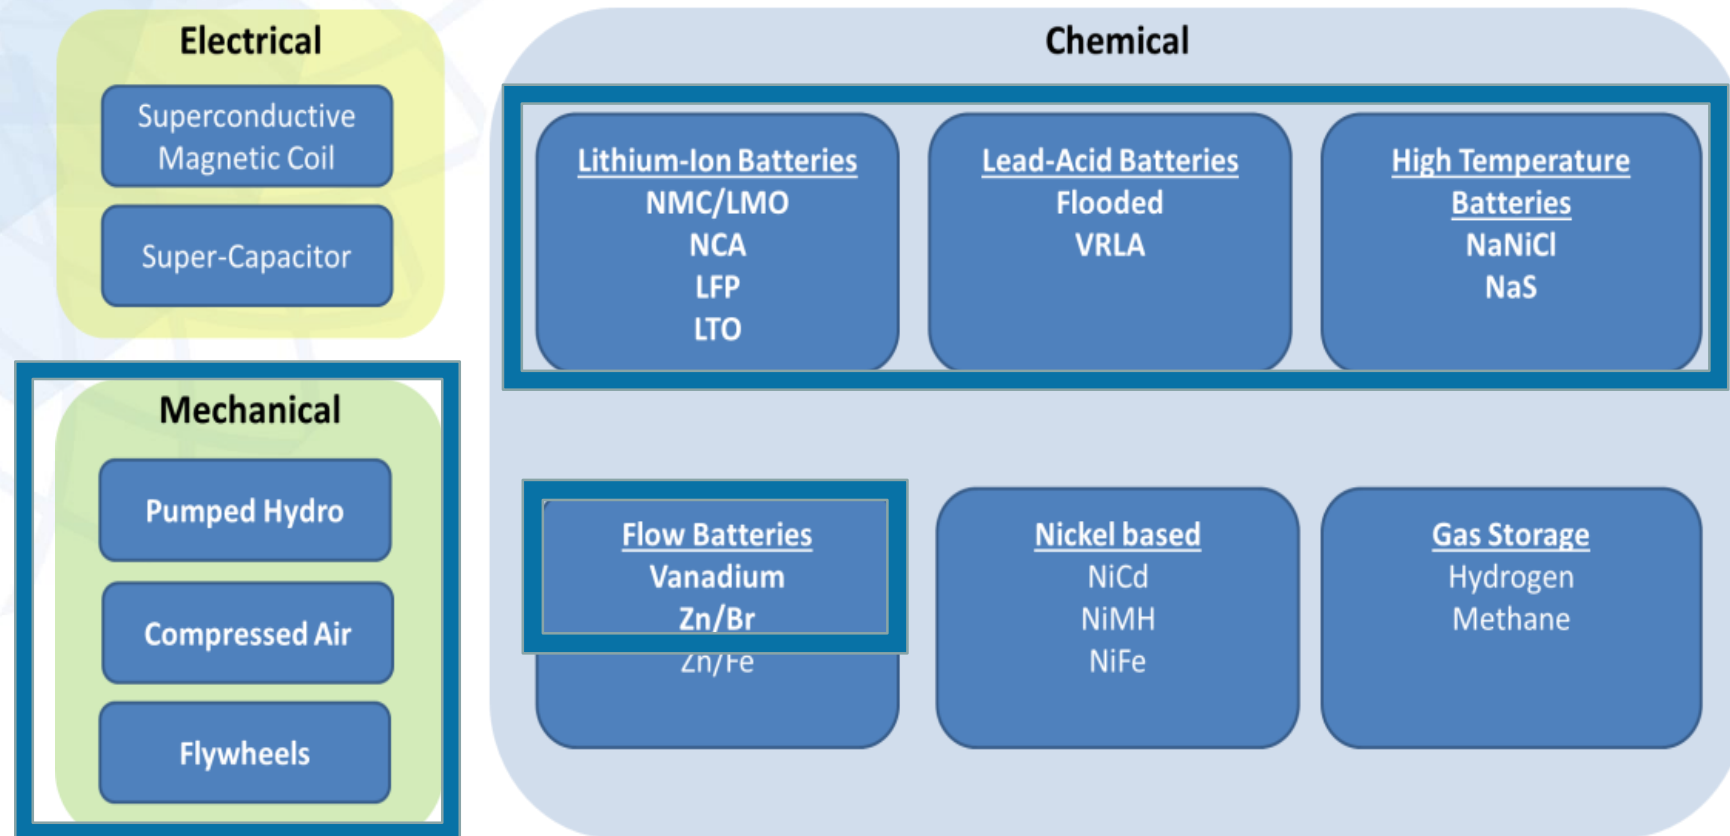 Electrical
Superconductive
Magnetic Coil
Super-Capacitor
Mechanical
Pumped Hydro
Compressed Air
Flywheels
Chemical
Lithium-Ion Batteries
NMC/LMO
NCA
LFP
LTO
Lead-Acid Batteries
Flooded
VRLA
High Temperature
Batteries
NaNiCl
NaS
Flow Batteries
Vanadium
Zn/Br
Zn/Fe
Nickel based
NiCd
NiMH
NiFe
Gas Storage
Hydrogen
Methane